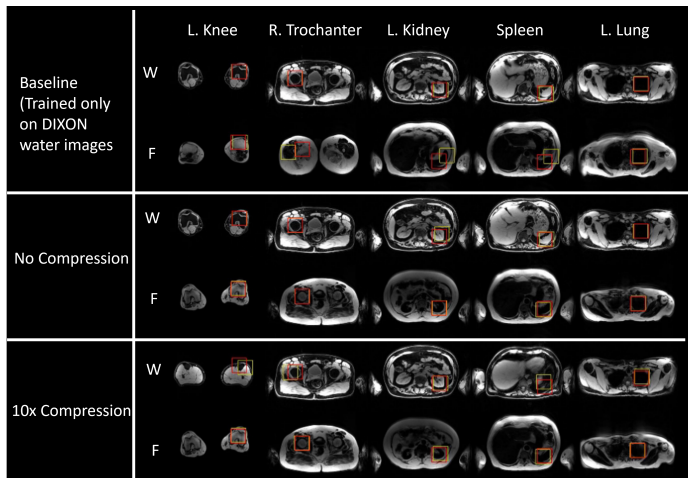 L. Knee R. Trochanter L. Kidney Spleen L. Lung
Baseline
(Trained only
on DIXON
water images
W
F
No Compression
W
F
10x Compression
W
F